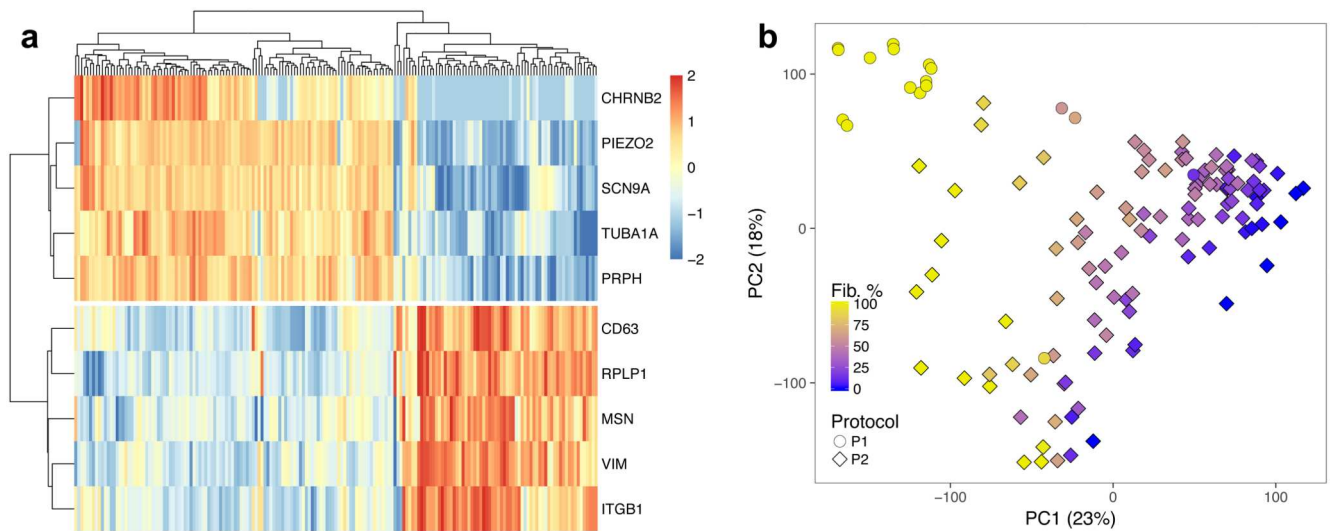 a
CHRNB2
PIEZO2
SCN9A
TUBA1A
PRPH
CD63
RPLP1
MSN
VIM
ITGB1
2
1
0
−1
−2
b
PC2 (18%)
100
0
−100
Fib. %
100
75
50
25
0
Protocol
P1
P2
−100
0
100
PC1 (23%)